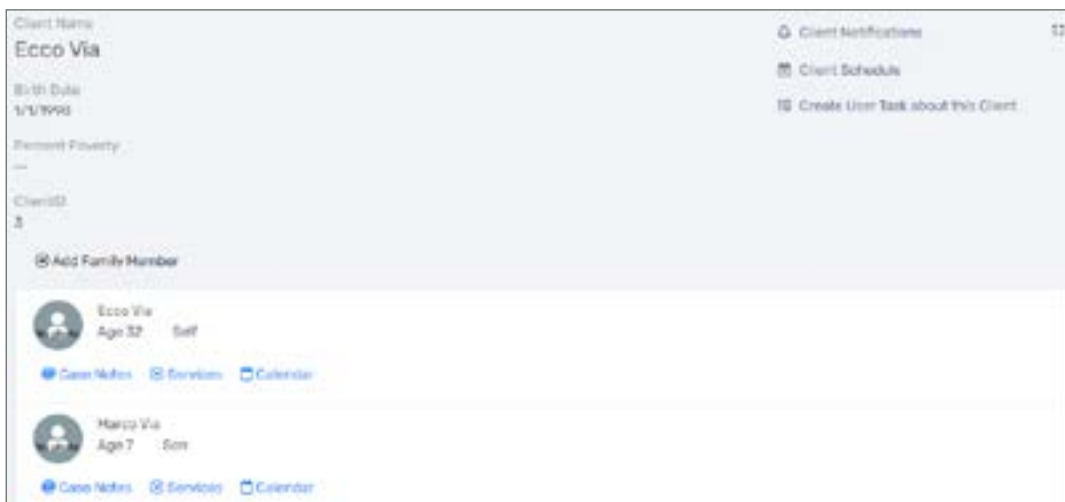 Client Name
Ecco Via
Birth Date
1/1/1990
Percent Poverty
---
ClientID
3
Client Notifications
Client Schedule
Create User Task about this Client
Add Family Member
Ecco Via
Age 32 Self
Case Notes Services Calendar
Marco Via
Age 7 Son
Case Notes Services Calendar